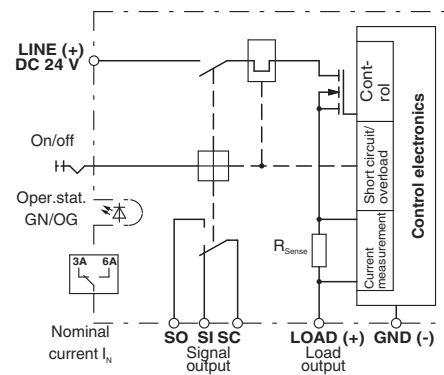 LINE (+)
DC 24 V
On/off
Oper.stat.
GN/OG
3A 6A
Nominal
current I_N
SO
SI SC
Signal
output
R_Sense
LOAD (+)
Load
output
GND (-)
Cont-
rol
Short circuit/
overload
Current
measurement
Control electronics